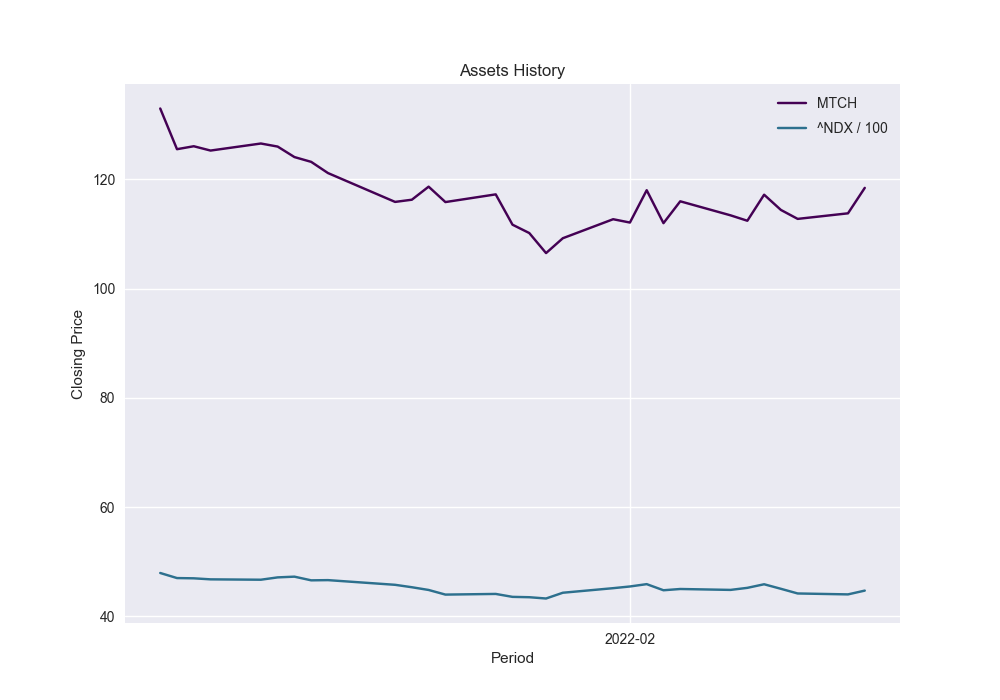 Assets History
MTCH
^NDX / 100
120
100
80
60
40
Closing Price
2022-02
Period